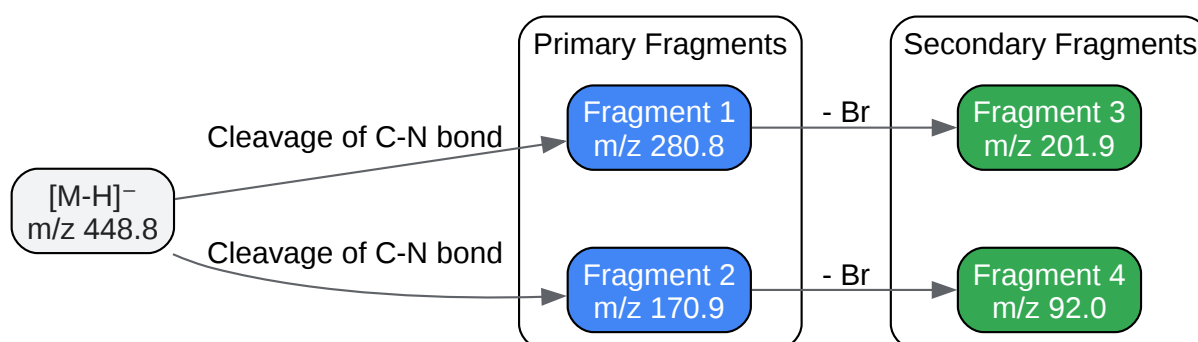 Primary Fragments
Secondary Fragments
Cleavage of C-N bond
Fragment 1
m/z 280.8
- Br
Fragment 3
m/z 201.9
[M-H]⁻
m/z 448.8
Cleavage of C-N bond
Fragment 2
m/z 170.9
- Br
Fragment 4
m/z 92.0